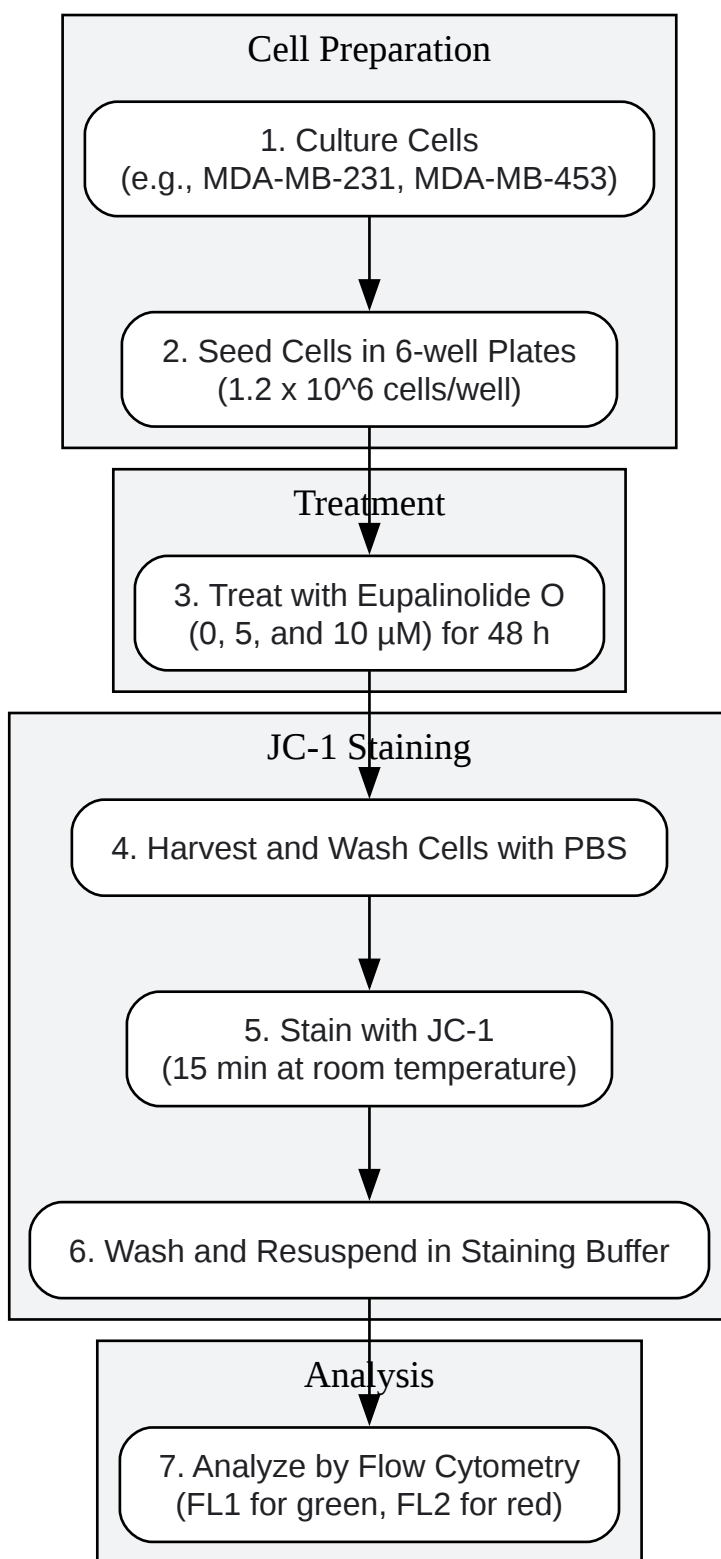 Cell Preparation
1. Culture Cells
(e.g., MDA-MB-231, MDA-MB-453)
2. Seed Cells in 6-well Plates
(1.2 x 10^6 cells/well)
Treatment
3. Treat with Eupalinolide O
(0, 5, and 10 µM) for 48 h
JC-1 Staining
4. Harvest and Wash Cells with PBS
5. Stain with JC-1
(15 min at room temperature)
6. Wash and Resuspend in Staining Buffer
Analysis
7. Analyze by Flow Cytometry
(FL1 for green, FL2 for red)